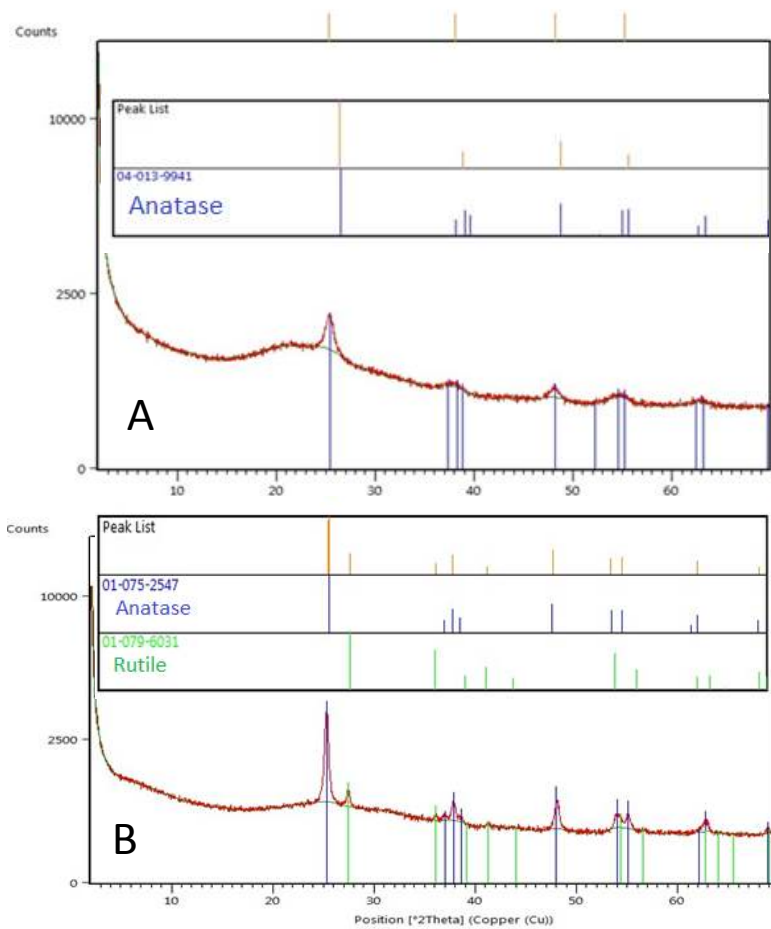 Counts
10000
Peak List
04-013-9941
Anatase
2500
A
0
10 20 30 40 50 60
Counts
Peak List
10000
01-075-2547
Anatase
01-079-6031
Rutile
2500
B
0
10 20 30 40 50 60
Position [°2Theta] (Copper (Cu))